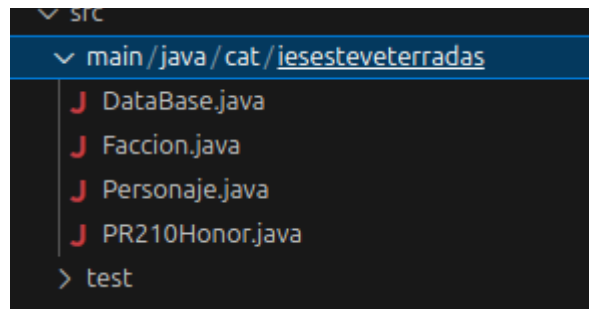 src
main/java/cat/iesesteveterradas
J DataBase.java
J Faccion.java
J Personaje.java
J PR210Honor.java
test